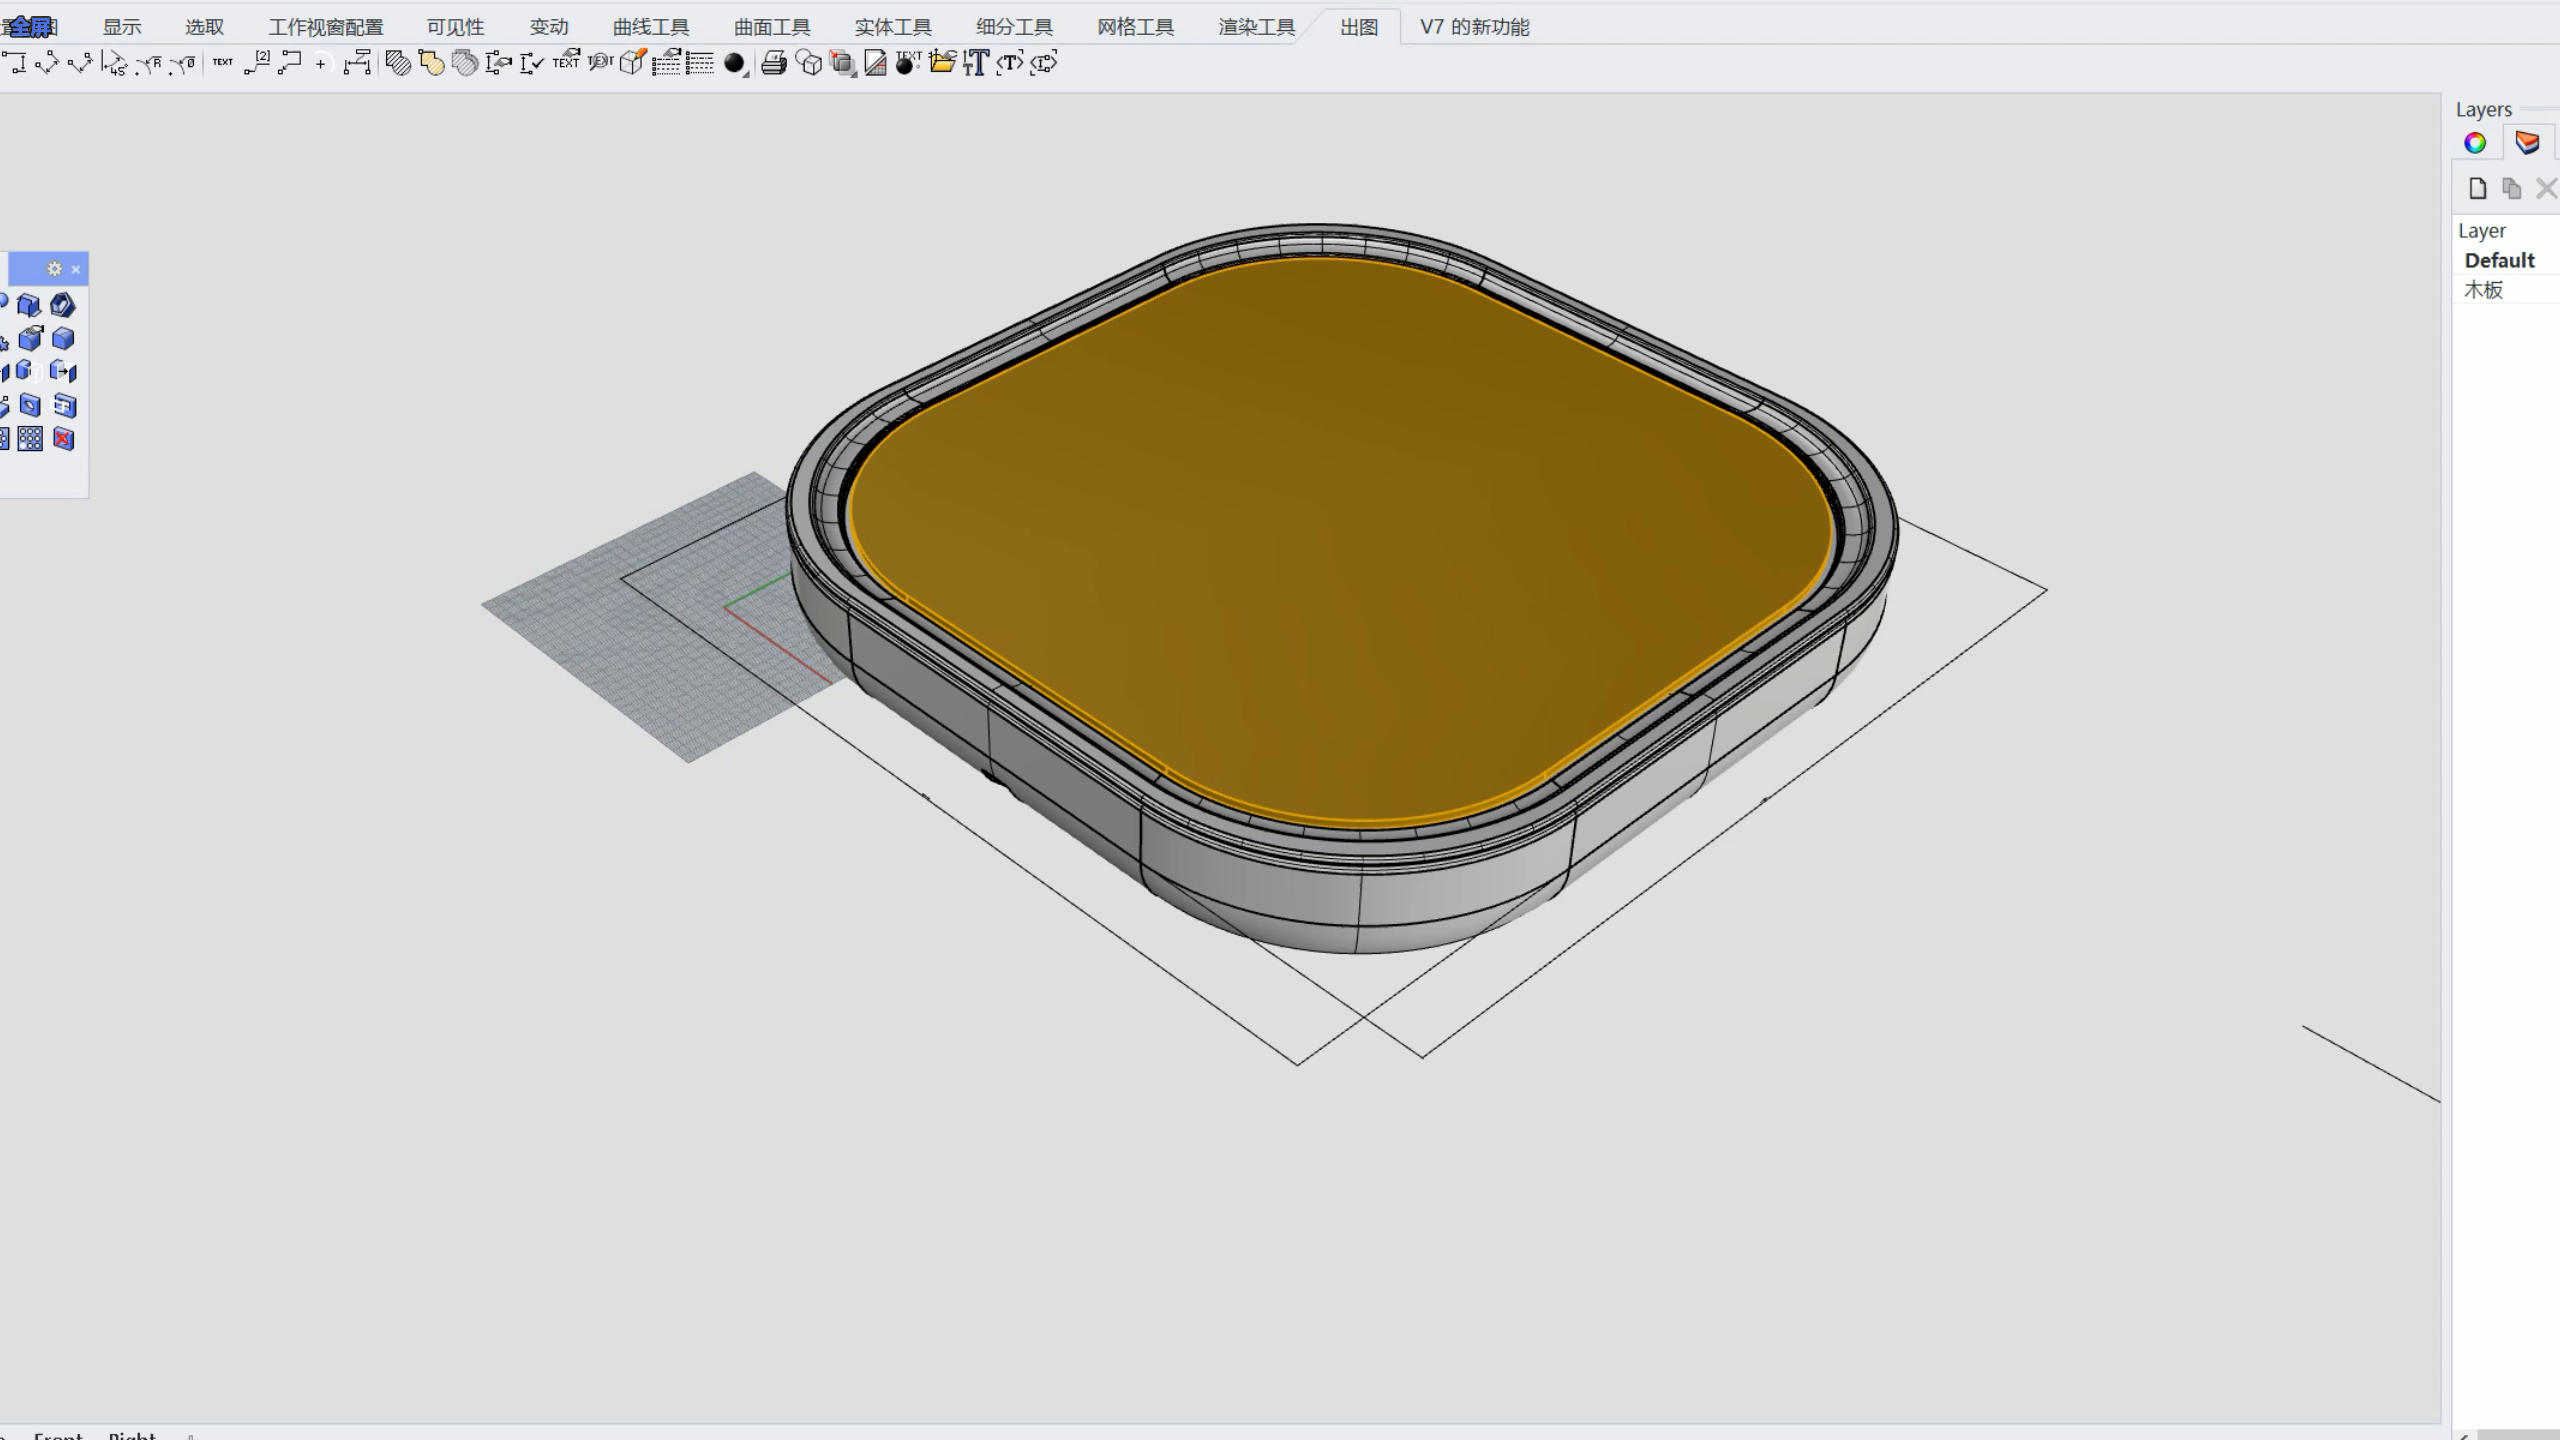 全屏 显示 选取 工作视窗配置 可见性 变动 曲线工具 曲面工具 实体工具 细分工具 网格工具 渲染工具 出图 V7 的新功能
Layers
Layer
Default
木板
Front Right